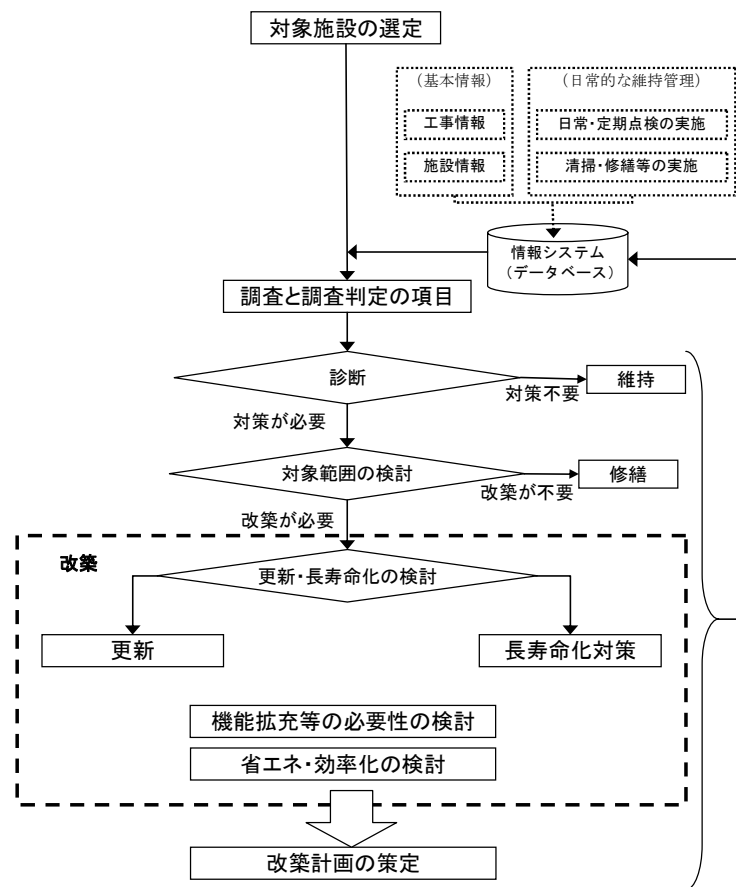 対象施設の選定
（基本情報）
工事情報
施設情報
（日常的な維持管理）
日常・定期点検の実施
清掃・修繕等の実施
情報システム
（データベース）
調査と調査判定の項目
診断
対策不要
維持
対策が必要
対象範囲の検討
改築が不要
修繕
改築が必要
改築
更新・長寿命化の検討
更新
長寿命化対策
機能拡充等の必要性の検討
省エネ・効率化の検討
改築計画の策定